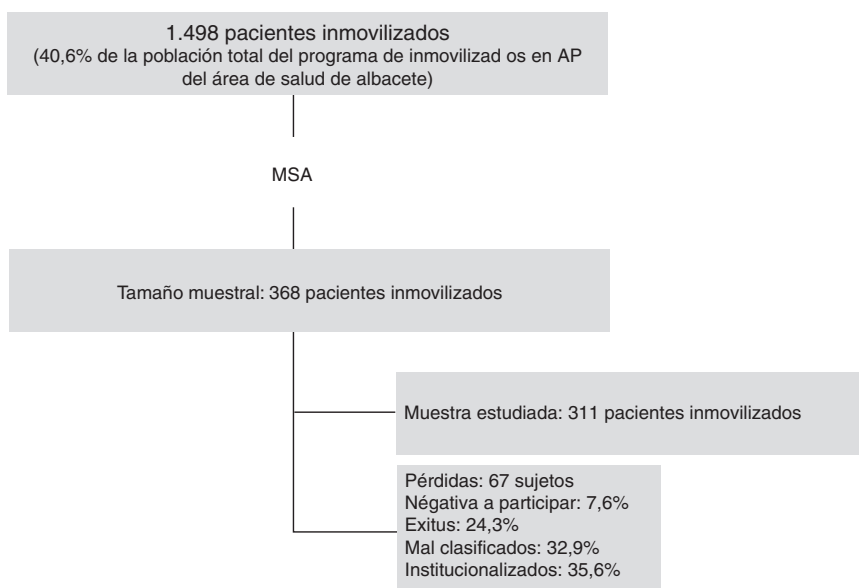 1.498 pacientes inmovilizados
(40,6% de la población total del programa de inmovilizad os en AP
del área de salud de albacete)
MSA
Tamaño muestral: 368 pacientes inmovilizados
Muestra estudiada: 311 pacientes inmovilizados
Pérdidas: 67 sujetos
Négativa a participar: 7,6%
Exitus: 24,3%
Mal clasificados: 32,9%
Institucionalizados: 35,6%